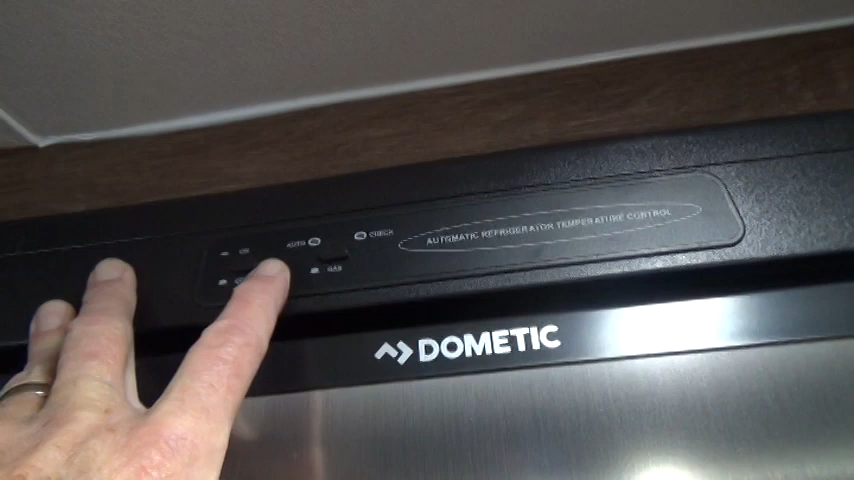 ON
AUTO
CHECK
GAS
AUTOMATIC REFRIGERATOR TEMPERATURE CONTROL
DOMETIC